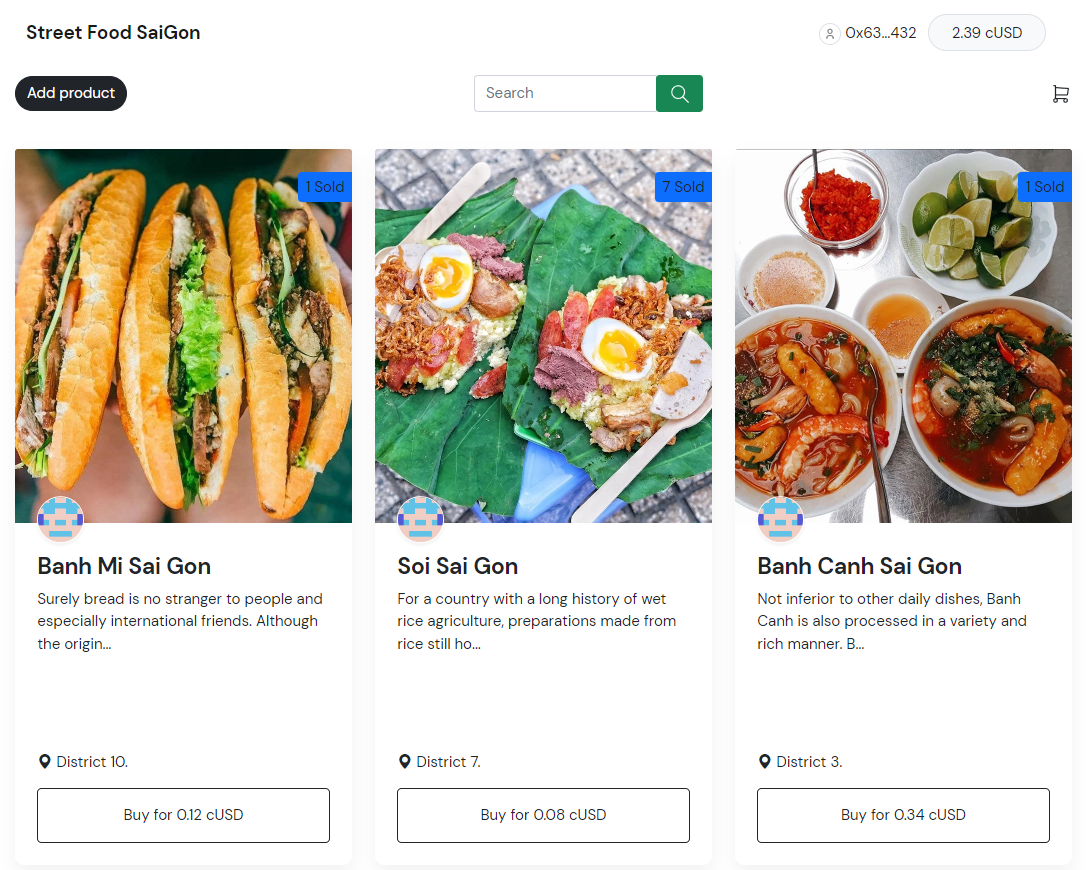 Street Food SaiGon
0x63...432
2.39 cUSD
Add product
Search
1 Sold
7 Sold
1 Sold
Banh Mi Sai Gon
Surely bread is no stranger to people and
especially international friends. Although
the origin...
District 10.
Buy for 0.12 cUSD
Soi Sai Gon
For a country with a long history of wet
rice agriculture, preparations made from
rice still ho...
District 7.
Buy for 0.08 cUSD
Banh Canh Sai Gon
Not inferior to other daily dishes, Banh
Canh is also processed in a variety and
rich manner. B...
District 3.
Buy for 0.34 cUSD